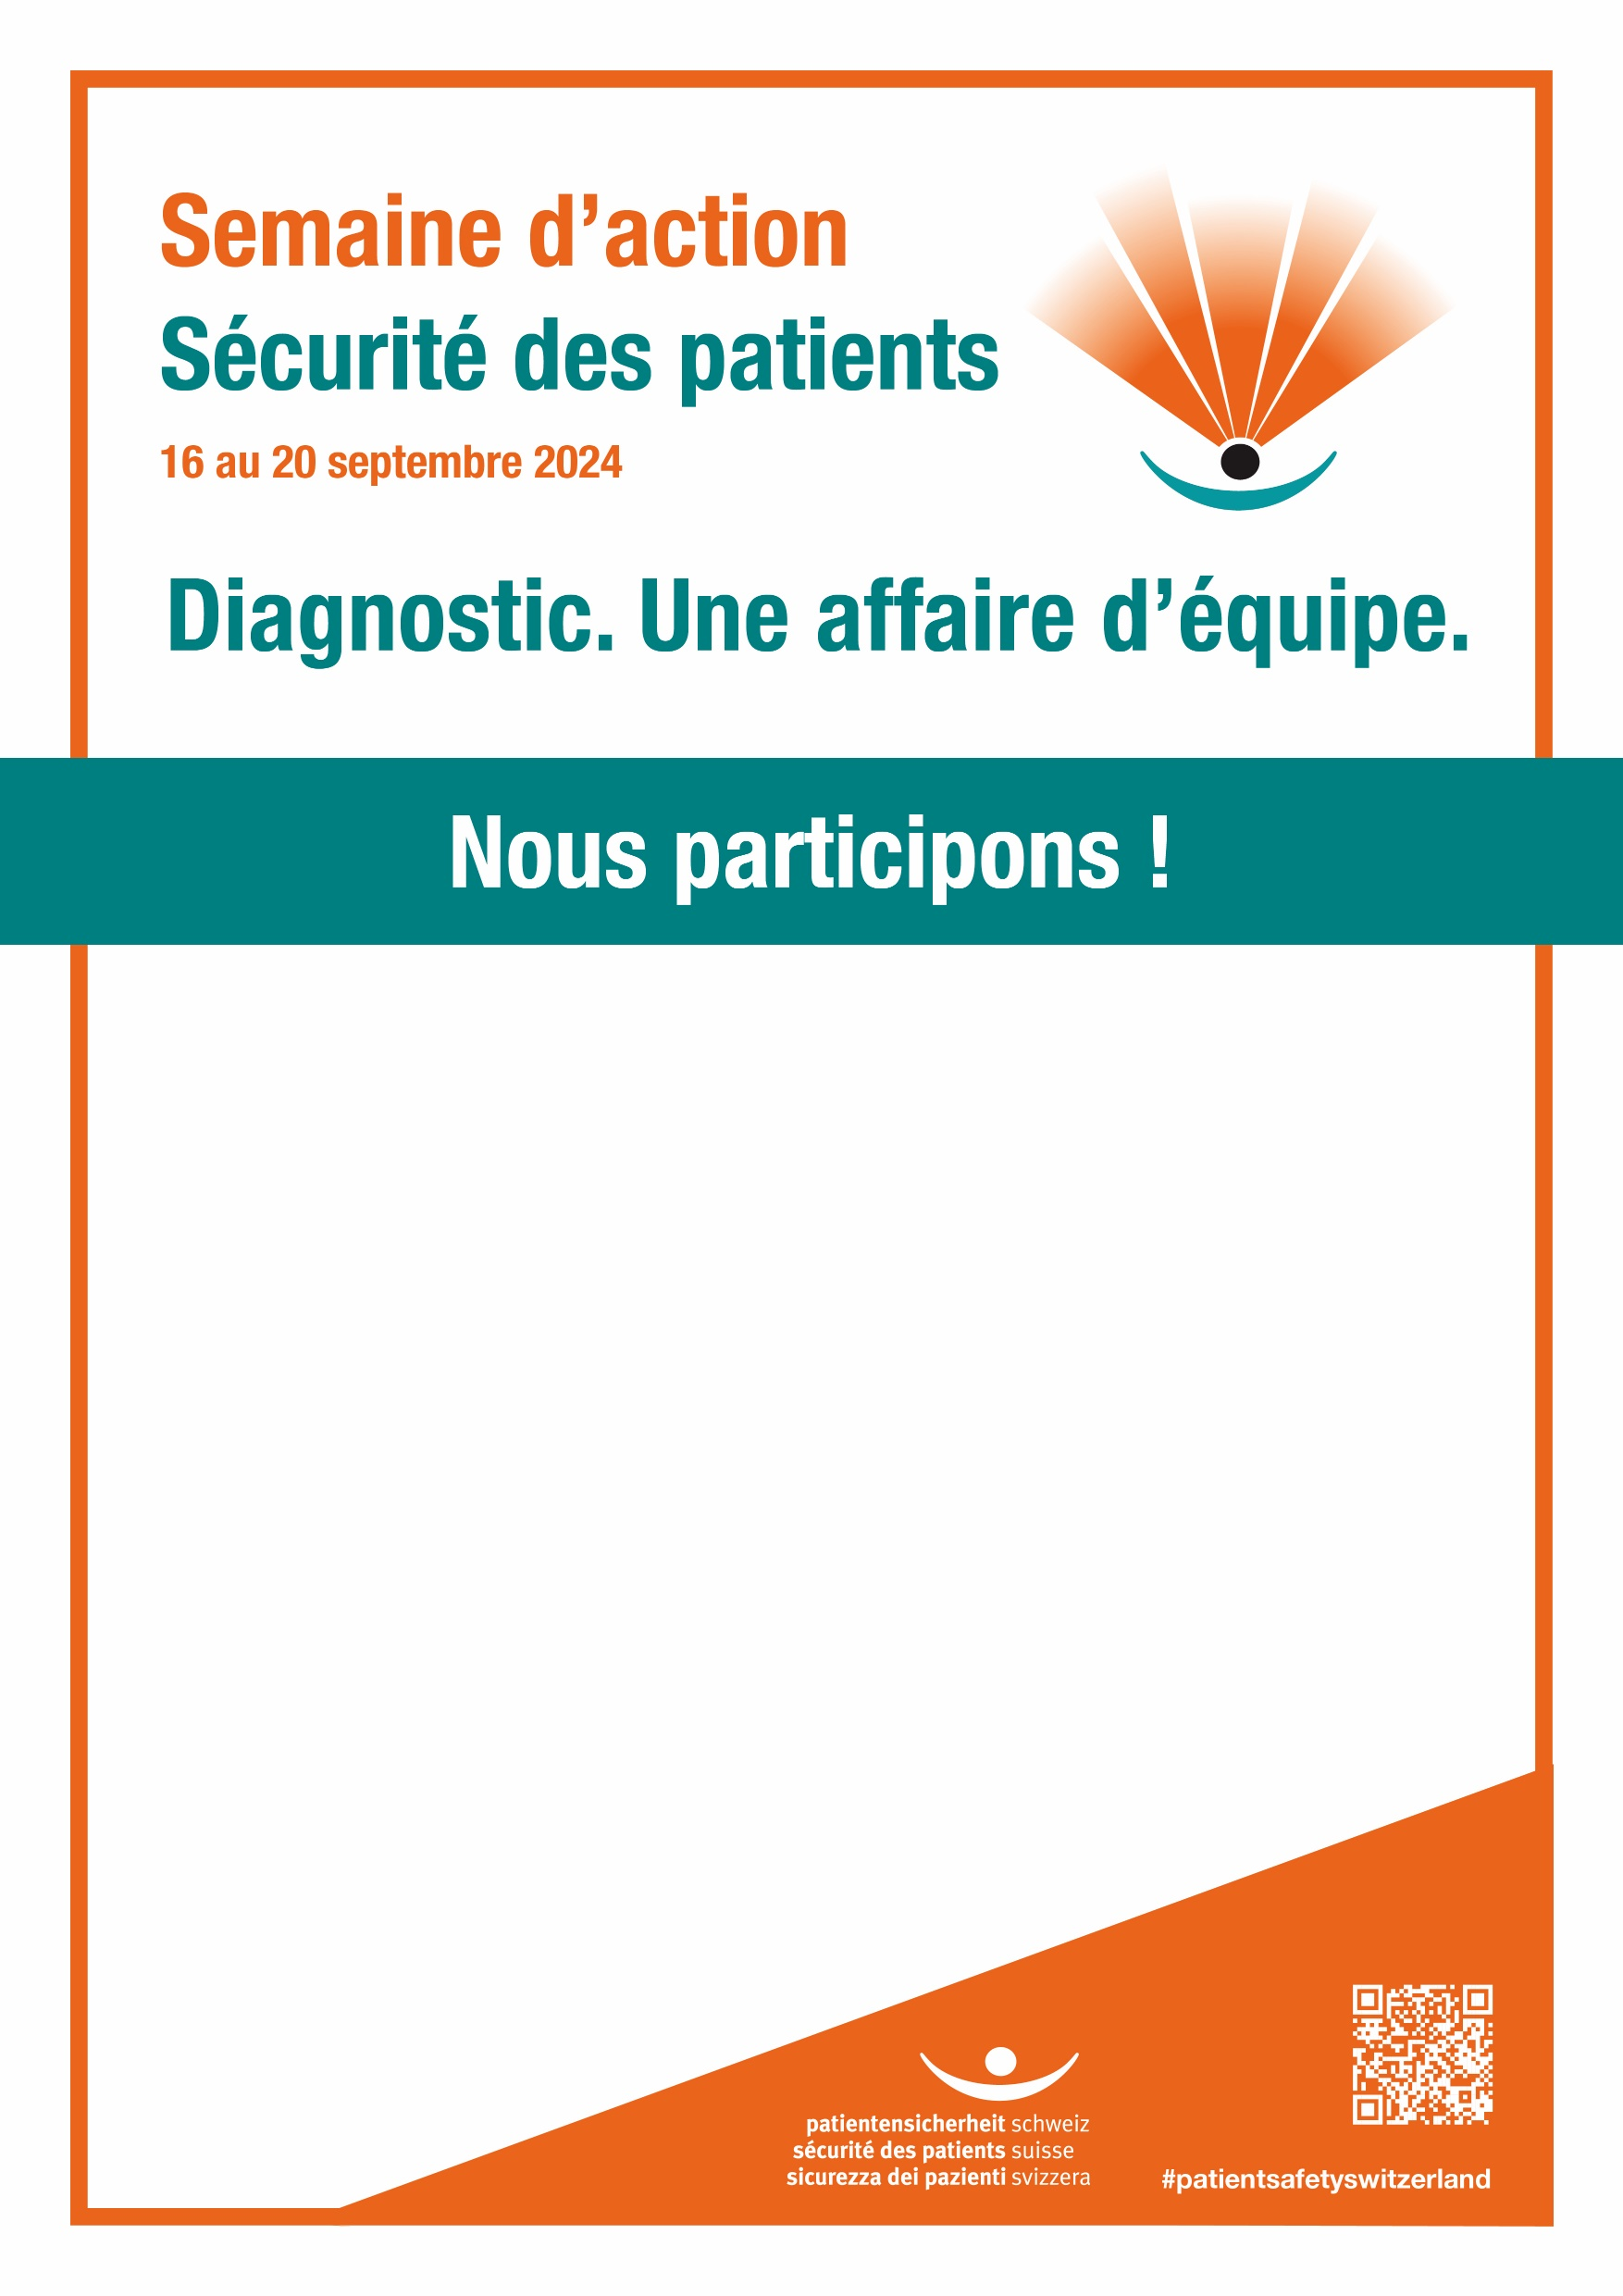 Semaine d’action
Sécurité des patients
16 au 20 septembre 2024
Diagnostic. Une affaire d’équipe.
Nous participons !
patientensicherheit schweiz
sécurité des patients suisse
sicurezza dei pazienti svizzera
#patientsafetyswitzerland